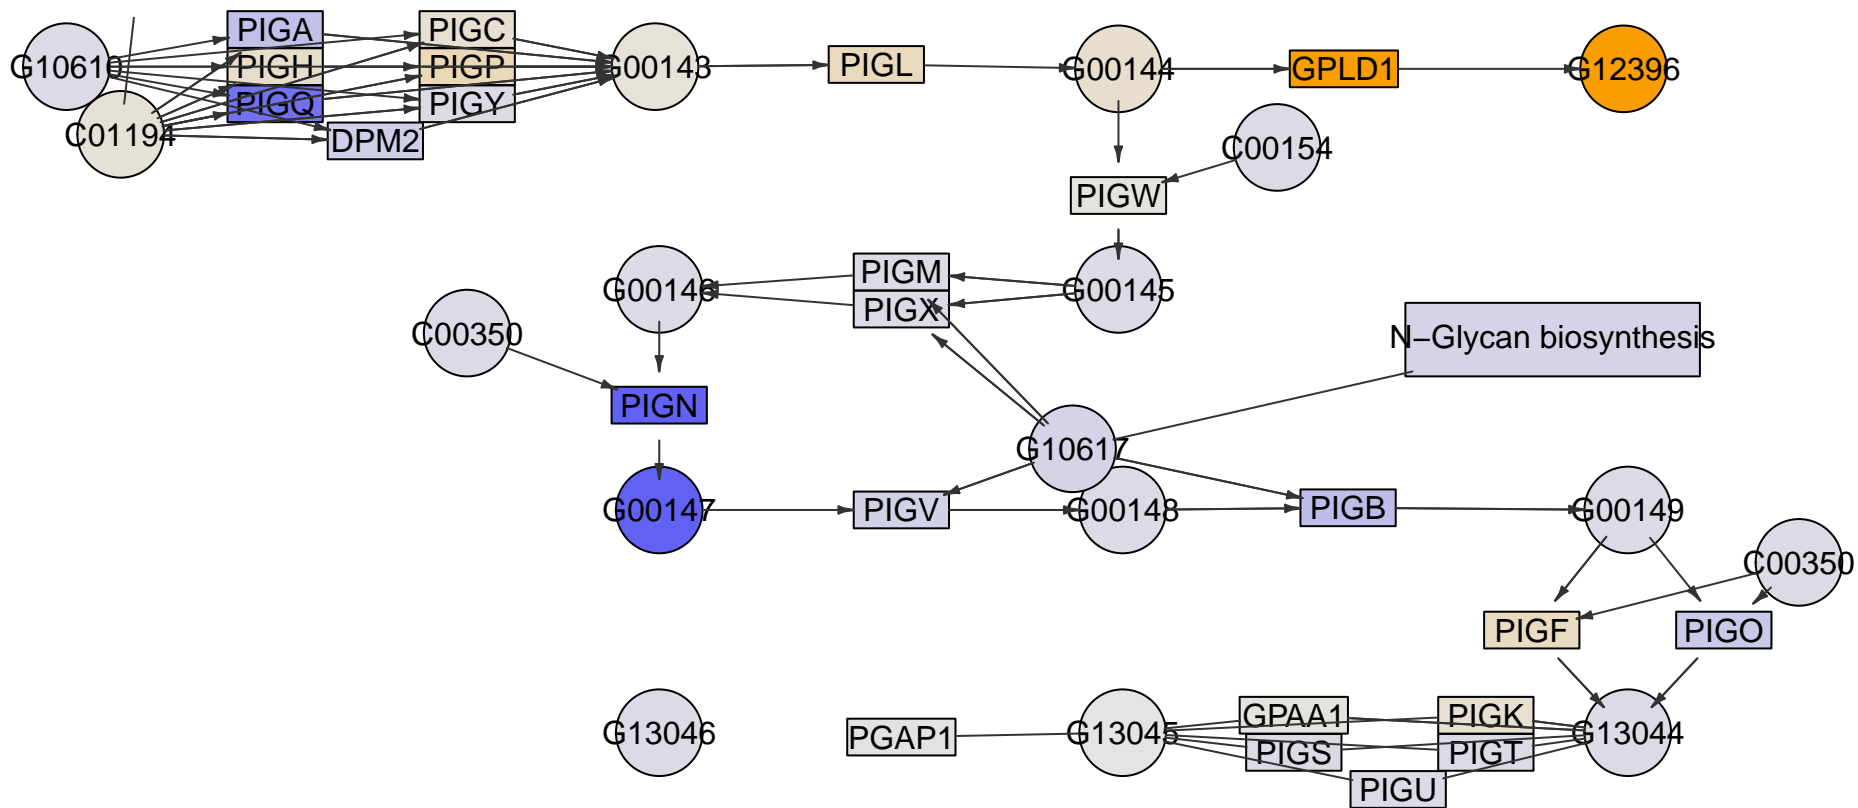 PIGA
PIGC
G10610
PIGH
PIGP
G00143
PIGL
G00144
GPLD1
G12396
PIGQ
PIGY
C01194
DPM2
C00154
PIGW
PIGM
G00146
G00145
PIGX
C00350
N–Glycan biosynthesis
PIGN
G10617
G00147
PIGV
G00148
PIGB
G00149
C00350
PIGF
PIGO
GPAA1
PIGK
G13046
PGAP1
G13045
G13044
PIGS
PIGT
PIGU